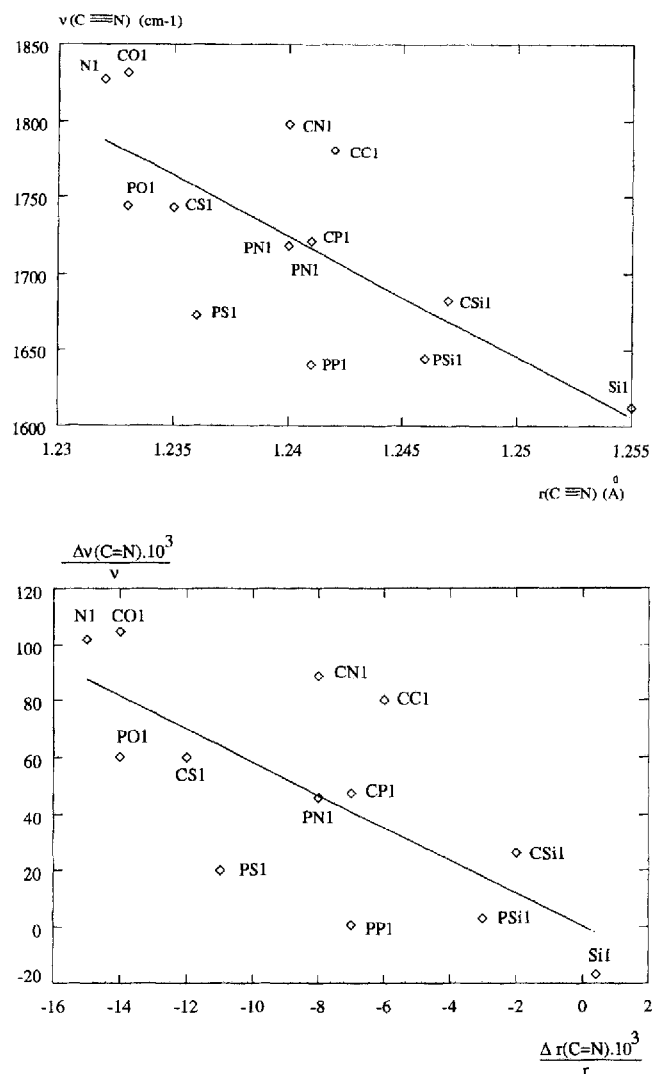 ν (C ≡N) (cm-1)
1850
N1 CO1
1800
CN1
CC1
1750
PO1 CS1
PN1 CP1
PN1
1700
PS1
CSi1
1650
PP1 PSi1
Si1
1600
1.23 1.235 1.24 1.245 1.25 1.255
r(C ≡N) (Å)
Δν(C=N).10³
ν
120
N1 CO1
100
CN1
80
CC1
PO1
60
CS1
CP1
40
PN1
CSi1
20
PS1
PSi1
0
PP1
Si1
-20
-16 -14 -12 -10 -8 -6 -4 -2 0 2
Δ r(C=N).10³
r